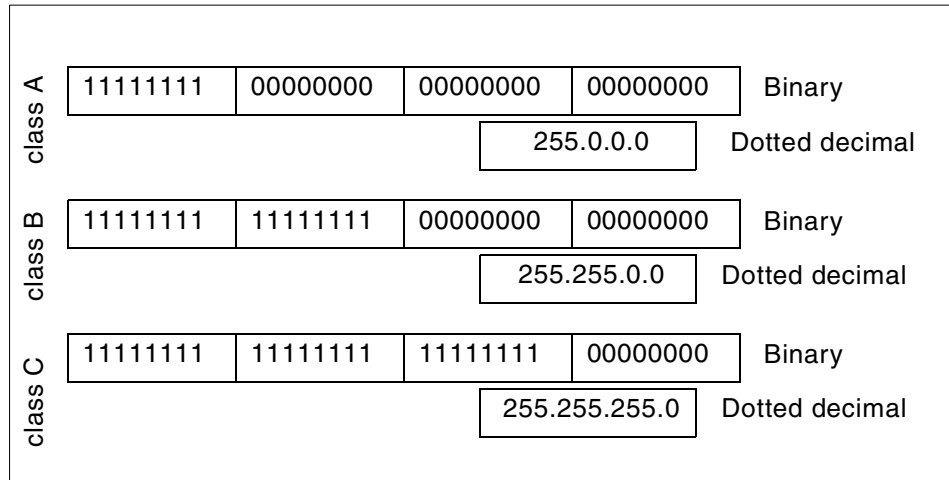 class A
11111111 00000000 00000000 00000000 Binary
255.0.0.0 Dotted decimal
class B
11111111 11111111 00000000 00000000 Binary
255.255.0.0 Dotted decimal
class C
11111111 11111111 11111111 00000000 Binary
255.255.255.0 Dotted decimal